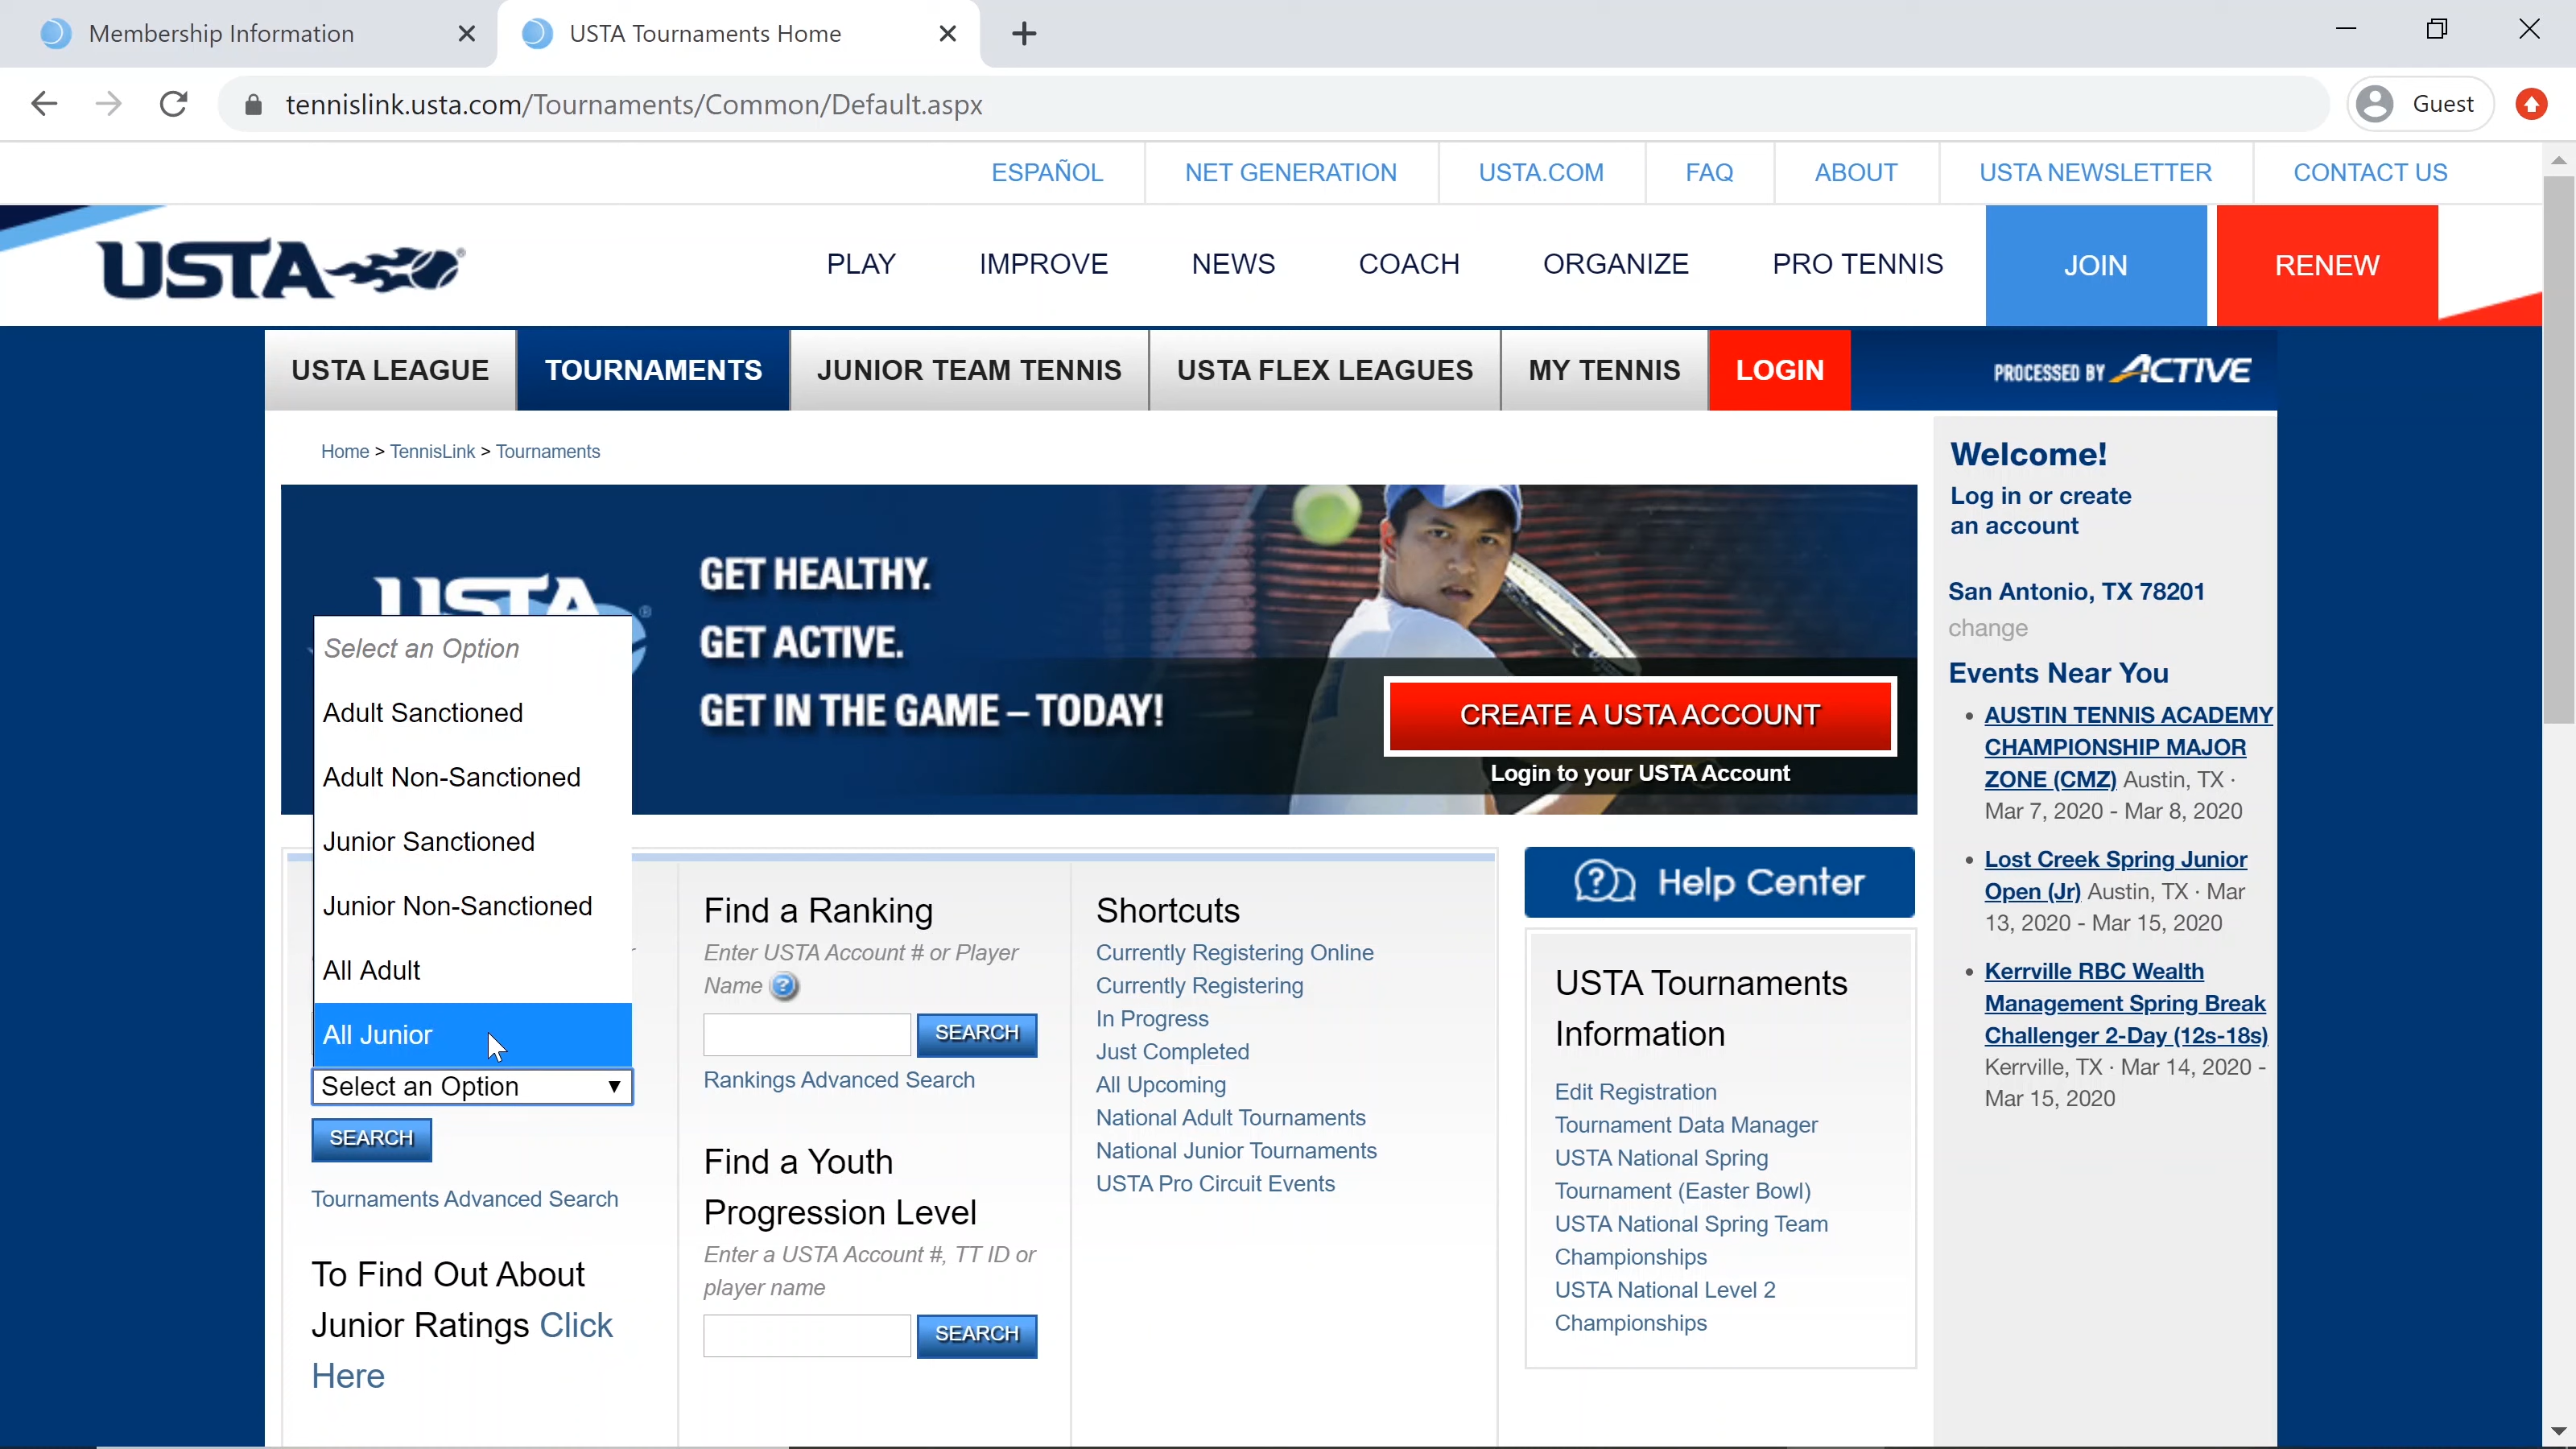 Membership Information
USTA Tournaments Home
tennislink.usta.com/Tournaments/Common/Default.aspx
Guest
ESPAÑOL
NET GENERATION
USTA.COM
FAQ
ABOUT
USTA NEWSLETTER
CONTACT US
USTA
PLAY
IMPROVE
NEWS
COACH
ORGANIZE
PRO TENNIS
JOIN
RENEW
USTA LEAGUE
TOURNAMENTS
JUNIOR TEAM TENNIS
USTA FLEX LEAGUES
MY TENNIS
LOGIN
PROCESSED BY ACTIVE
Home > TennisLink > Tournaments
USTA
GET HEALTHY.
GET ACTIVE.
GET IN THE GAME – TODAY!
CREATE A USTA ACCOUNT
Login to your USTA Account
Select an Option
Adult Sanctioned
Adult Non-Sanctioned
Junior Sanctioned
Junior Non-Sanctioned
All Adult
All Junior
Select an Option
SEARCH
Tournaments Advanced Search
To Find Out About
Junior Ratings Click
Here
Find a Ranking
Enter USTA Account # or Player
Name
SEARCH
Rankings Advanced Search
Find a Youth
Progression Level
Enter a USTA Account #, TT ID or
player name
SEARCH
Shortcuts
Currently Registering Online
Currently Registering
In Progress
Just Completed
All Upcoming
National Adult Tournaments
National Junior Tournaments
USTA Pro Circuit Events
Help Center
USTA Tournaments
Information
Edit Registration
Tournament Data Manager
USTA National Spring
Tournament (Easter Bowl)
USTA National Spring Team
Championships
USTA National Level 2
Championships
Welcome!
Log in or create
an account
San Antonio, TX 78201
change
Events Near You
• AUSTIN TENNIS ACADEMY
CHAMPIONSHIP MAJOR
ZONE (CMZ) Austin, TX ·
Mar 7, 2020 - Mar 8, 2020
• Lost Creek Spring Junior
Open (Jr) Austin, TX · Mar
13, 2020 - Mar 15, 2020
• Kerrville RBC Wealth
Management Spring Break
Challenger 2-Day (12s-18s)
Kerrville, TX · Mar 14, 2020 -
Mar 15, 2020